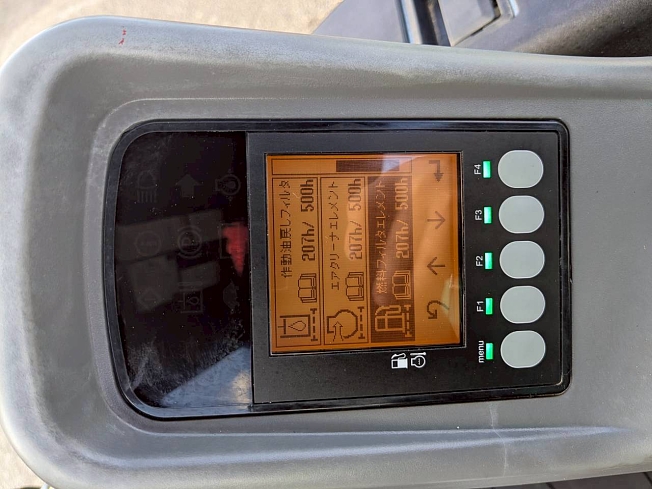 作動油戻しフィルタ
207h/ 500h
エアクリーナエレメント
207h/ 500h
燃料フィルタエレメント
207h/ 500h
menu F1 F2 F3 F4